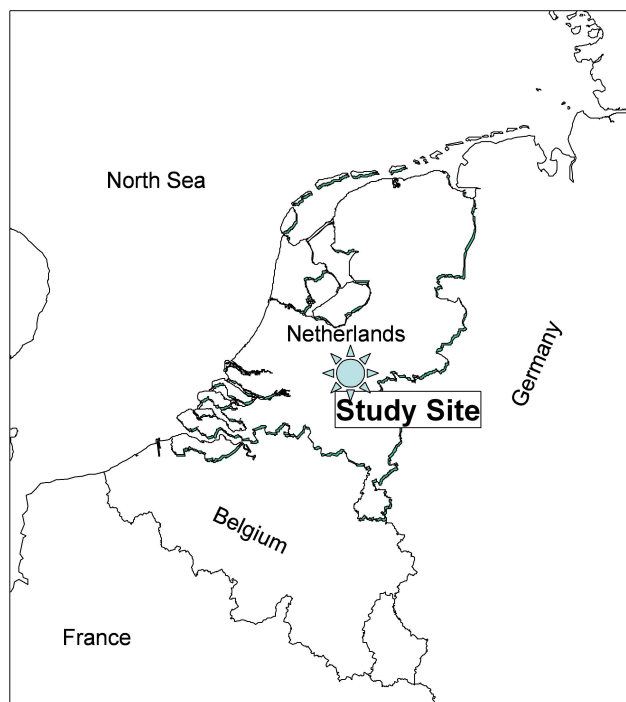 North Sea
Netherlands
Germany
Study Site
Belgium
France